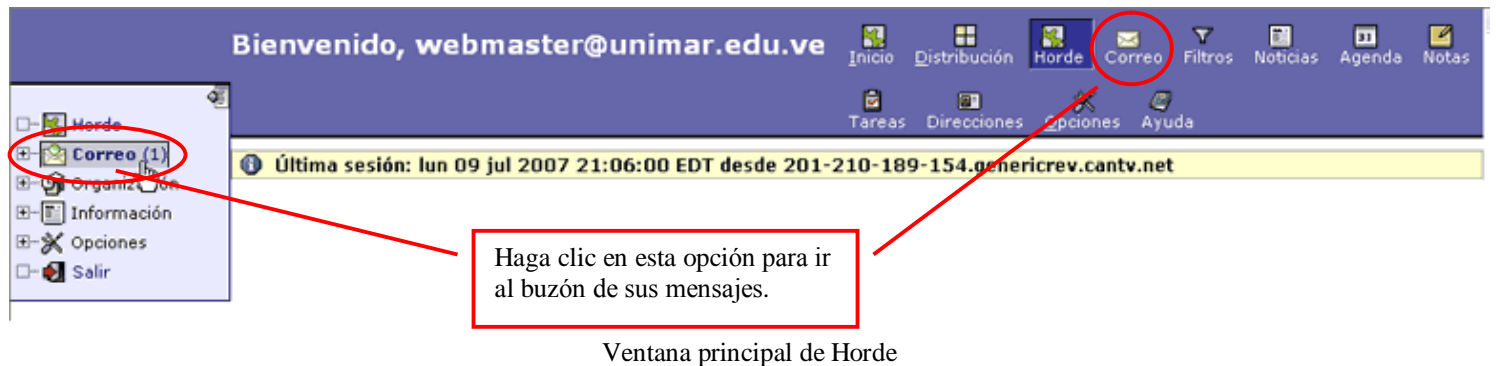 Bienvenido, webmaster@unimar.edu.ve
Inicio Distribución Horde Correo Filtros Noticias Agenda Notas
Tareas Direcciones Opciones Ayuda
Horde
Correo (1)
Organización
Información
Opciones
Salir
Última sesión: lun 09 jul 2007 21:06:00 EDT desde 201-210-189-154.genericrev.cantv.net
Haga clic en esta opción para ir
al buzón de sus mensajes.
Ventana principal de Horde